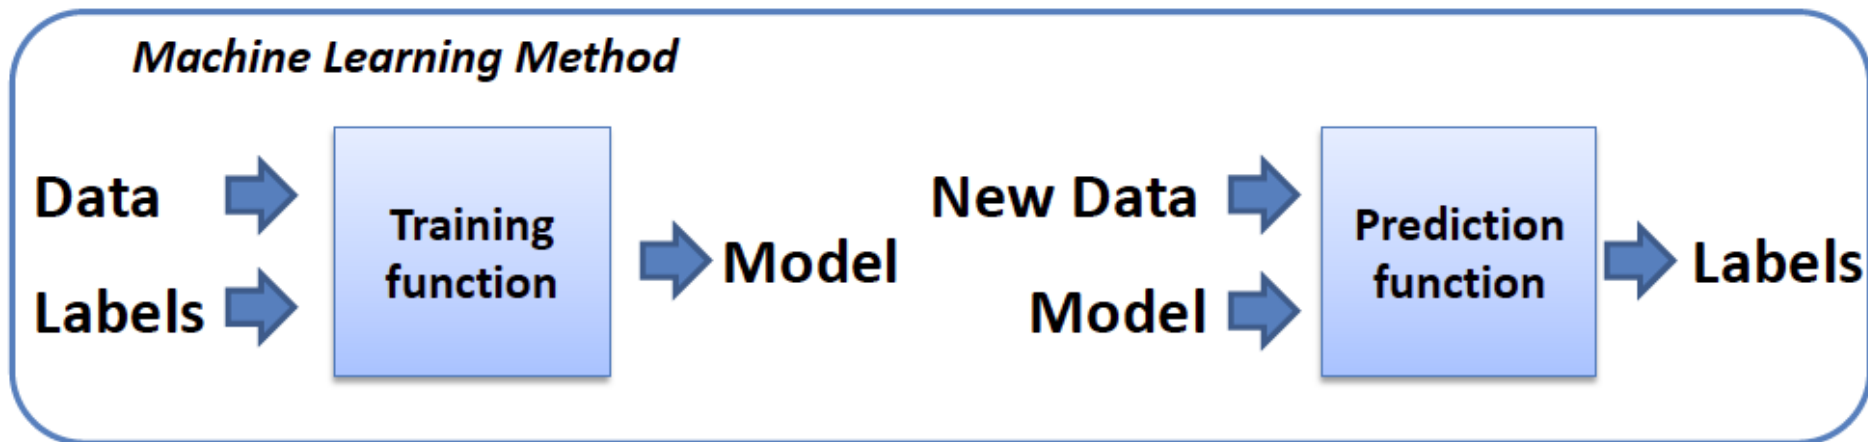 Machine Learning Method
Data
Labels
Training
function
Model
New Data
Model
Prediction
function
Labels